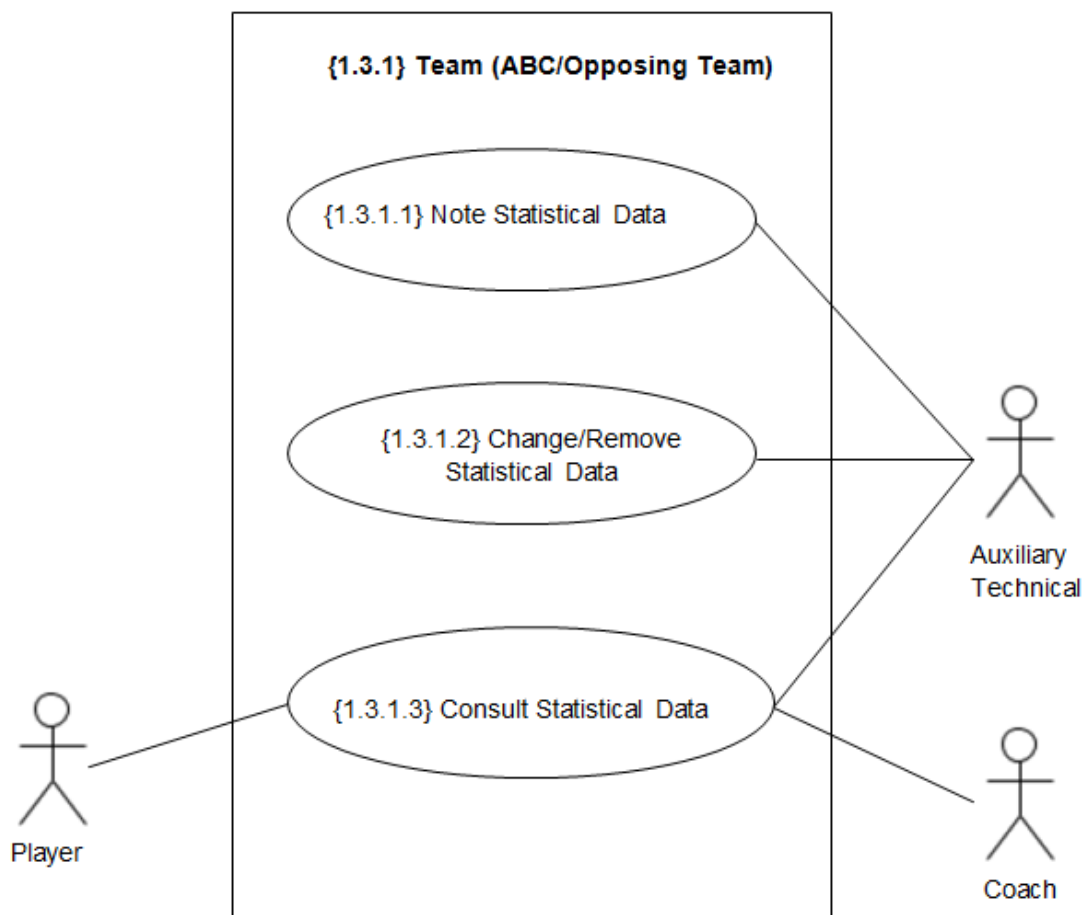 {1.3.1} Team (ABC/Opposing Team)
{1.3.1.1} Note Statistical Data
{1.3.1.2} Change/Remove
Statistical Data
Auxiliary
Technical
{1.3.1.3} Consult Statistical Data
Player
Coach